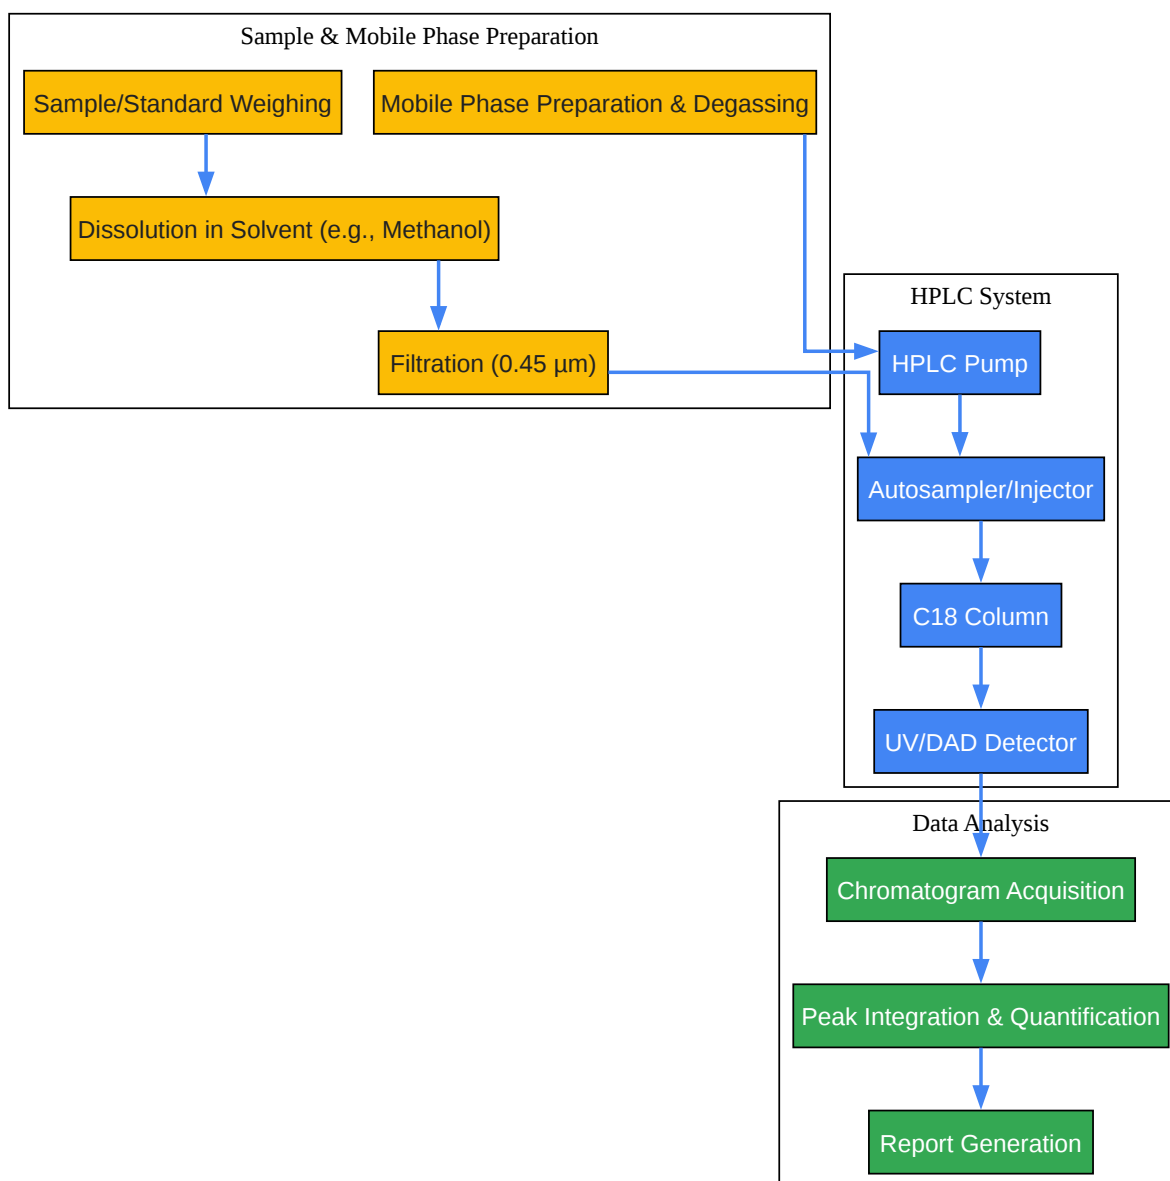 Sample & Mobile Phase Preparation
Sample/Standard Weighing
Mobile Phase Preparation & Degassing
Dissolution in Solvent (e.g., Methanol)
Filtration (0.45 µm)
HPLC System
HPLC Pump
Autosampler/Injector
C18 Column
UV/DAD Detector
Data Analysis
Chromatogram Acquisition
Peak Integration & Quantification
Report Generation